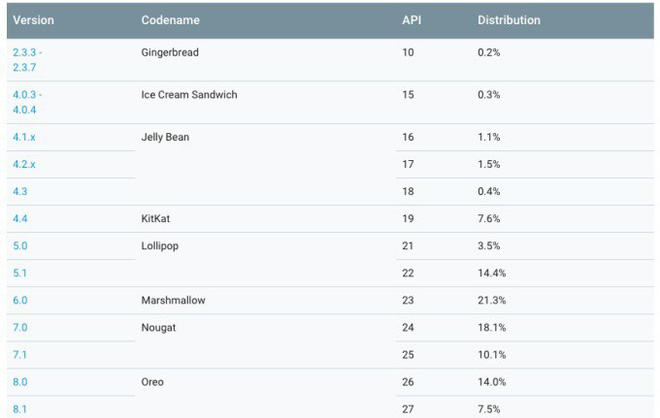 Version Codename API Distribution
2.3.3 - Gingerbread 10 0.2%
2.3.7
4.0.3 - Ice Cream Sandwich 15 0.3%
4.0.4
4.1.x Jelly Bean 16 1.1%
4.2.x 17 1.5%
4.3 18 0.4%
4.4 KitKat 19 7.6%
5.0 Lollipop 21 3.5%
5.1 22 14.4%
6.0 Marshmallow 23 21.3%
7.0 Nougat 24 18.1%
7.1 25 10.1%
8.0 Oreo 26 14.0%
8.1 27 7.5%